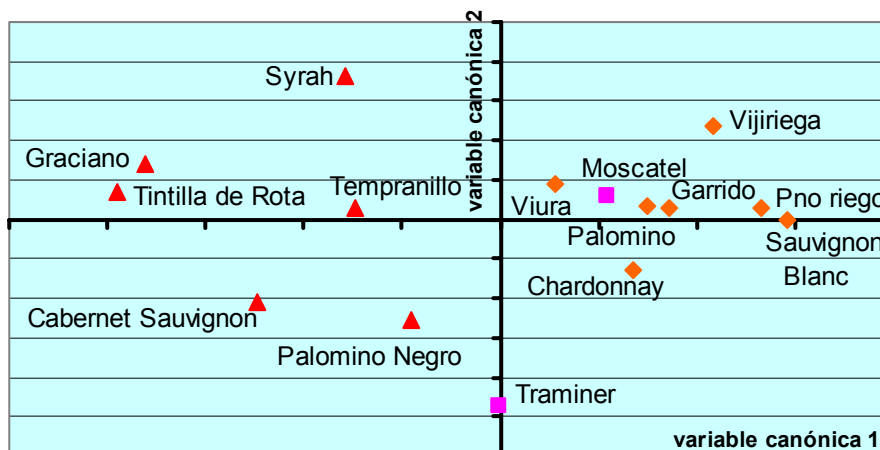 variable canónica 2
Syrah
Vijiriega
Graciano
Moscatel
Tintilla de Rota
Tempranillo
Garrido
Pno riego
Viura
Palomino
Sauvignon
Blanc
Chardonnay
Cabernet Sauvignon
Palomino Negro
Traminer
variable canónica 1